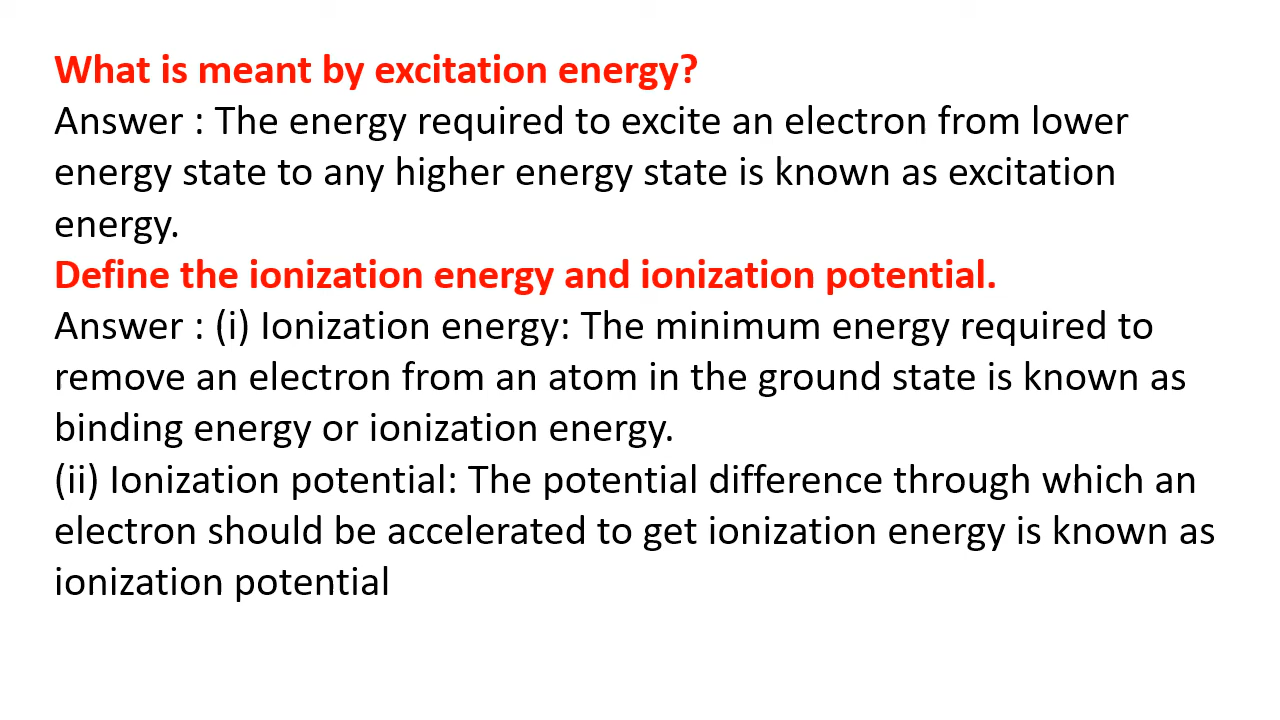 What is meant by excitation energy?
Answer : The energy required to excite an electron from lower
energy state to any higher energy state is known as excitation
energy.
Define the ionization energy and ionization potential.
Answer : (i) Ionization energy: The minimum energy required to
remove an electron from an atom in the ground state is known as
binding energy or ionization energy.
(ii) Ionization potential: The potential difference through which an
electron should be accelerated to get ionization energy is known as
ionization potential